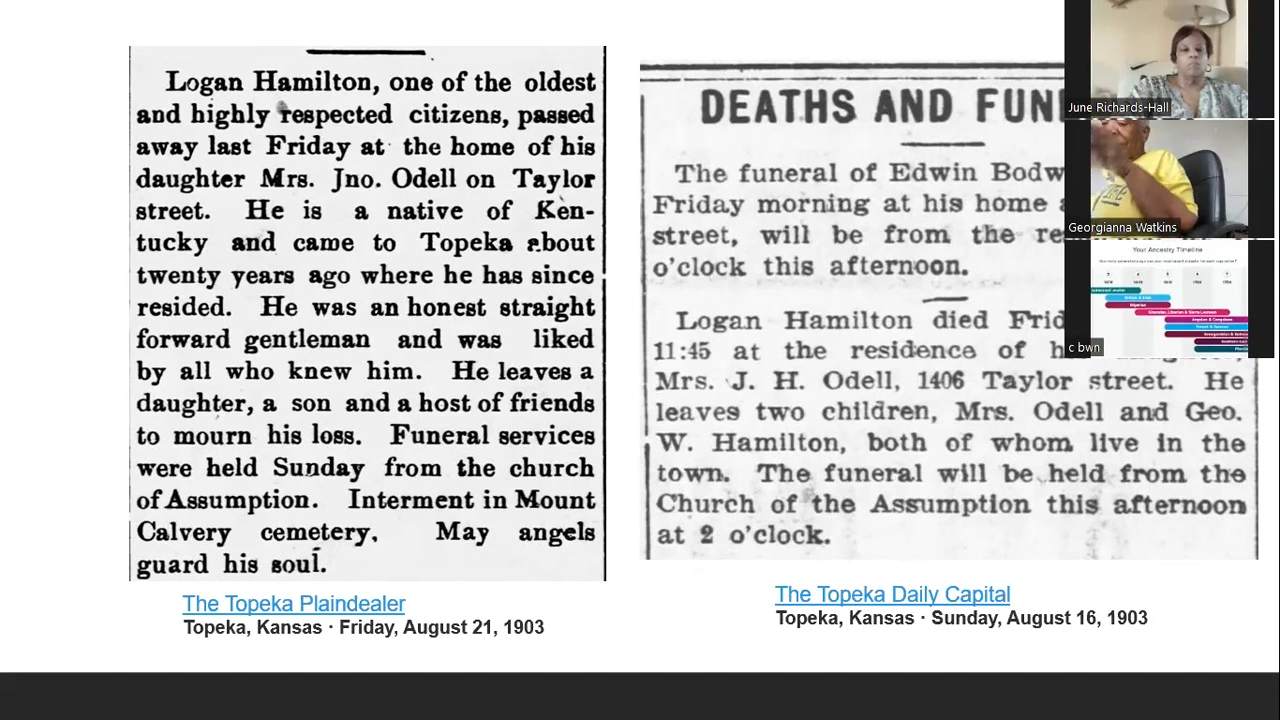 Logan Hamilton, one of the oldest
and highly respected citizens, passed
away last Friday at the home of his
daughter Mrs. Jno. Odell on Taylor
street. He is a native of Ken-
tucky and came to Topeka about
twenty years ago where he has since
resided. He was an honest straight
forward gentleman and was liked
by all who knew him. He leaves a
daughter, a son and a host of friends
to mourn his loss. Funeral services
were held Sunday from the church
of Assumption. Interment in Mount
Calvery cemetery. May angels
guard his soul.
The Topeka Plaindealer
Topeka, Kansas · Friday, August 21, 1903
DEATHS AND FUN
The funeral of Edwin Bodw
Friday morning at his home
street, will be from the re
o'clock this afternoon.
Logan Hamilton died Frid
11:45 at the residence of h
Mrs. J. H. Odell, 1406 Taylor street. He
leaves two children, Mrs. Odell and Geo.
W. Hamilton, both of whom live in the
town. The funeral will be held from the
Church of the Assumption this afternoon
at 2 o'clock.
The Topeka Daily Capital
Topeka, Kansas · Sunday, August 16, 1903
June Richards-Hall
Georgianna Watkins
Your Ancestry Timeline
c bwn